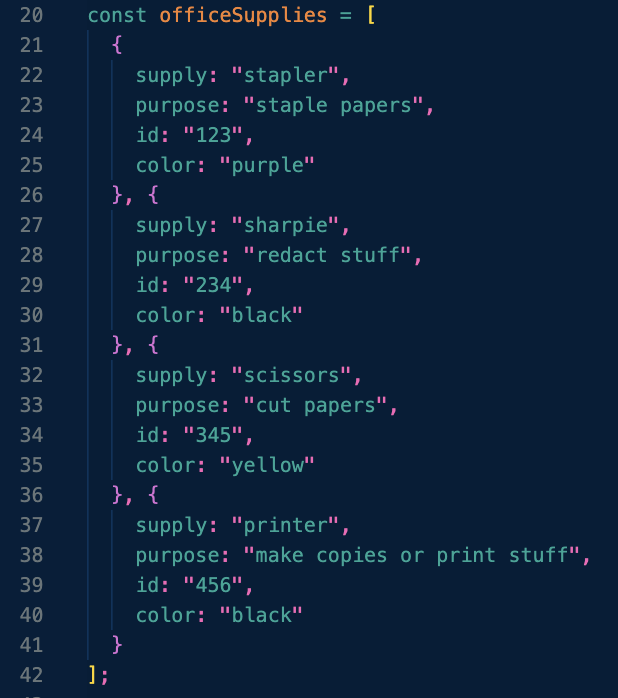 20 const officeSupplies = [
21 {
22 supply: "stapler",
23 purpose: "staple papers",
24 id: "123",
25 color: "purple"
26 }, {
27 supply: "sharpie",
28 purpose: "redact stuff",
29 id: "234",
30 color: "black"
31 }, {
32 supply: "scissors",
33 purpose: "cut papers",
34 id: "345",
35 color: "yellow"
36 }, {
37 supply: "printer",
38 purpose: "make copies or print stuff",
39 id: "456",
40 color: "black"
41 }
42 ];